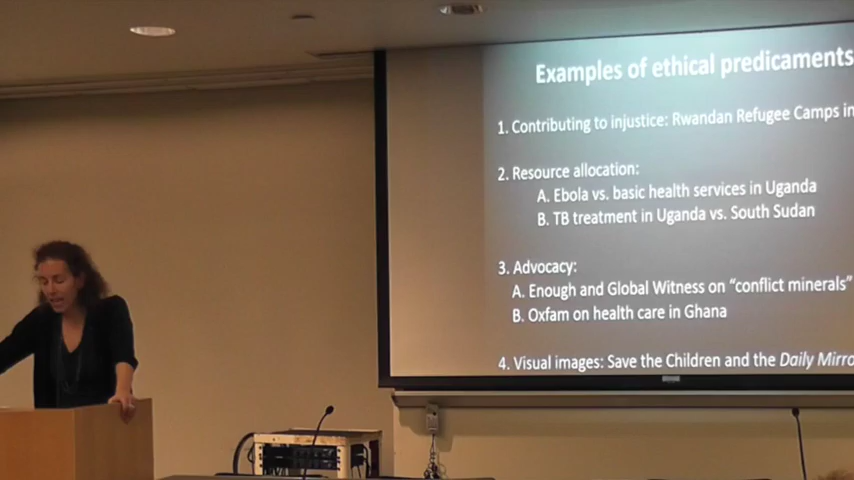 Examples of ethical predicaments
1. Contributing to injustice: Rwandan Refugee Camps in
2. Resource allocation:
A. Ebola vs. basic health services in Uganda
B. TB treatment in Uganda vs. South Sudan
3. Advocacy:
A. Enough and Global Witness on “conflict minerals”
B. Oxfam on health care in Ghana
4. Visual images: Save the Children and the Daily Mirro